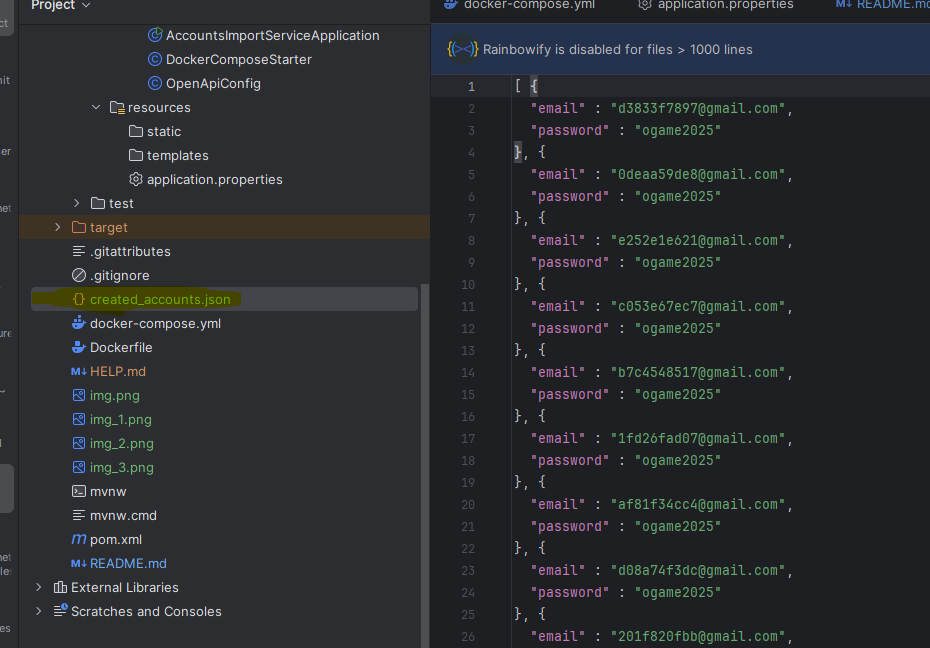 Project
AccountsImportServiceApplication
DockerComposeStarter
OpenApiConfig
resources
static
templates
application.properties
test
target
.gitattributes
.gitignore
created_accounts.json
docker-compose.yml
Dockerfile
HELP.md
img.png
img_1.png
img_2.png
img_3.png
mvnw
mvnw.cmd
pom.xml
README.md
External Libraries
Scratches and Consoles
docker-compose.yml application.properties README.md
Rainbowify is disabled for files > 1000 lines
1 [ {
2 "email" : "d3833f7897@gmail.com",
3 "password" : "ogame2025"
4 }, {
5 "email" : "0deaa59de8@gmail.com",
6 "password" : "ogame2025"
7 }, {
8 "email" : "e252e1e621@gmail.com",
9 "password" : "ogame2025"
10 }, {
11 "email" : "c053e67ec7@gmail.com",
12 "password" : "ogame2025"
13 }, {
14 "email" : "b7c4548517@gmail.com",
15 "password" : "ogame2025"
16 }, {
17 "email" : "1fd26fad07@gmail.com",
18 "password" : "ogame2025"
19 }, {
20 "email" : "af81f34cc4@gmail.com",
21 "password" : "ogame2025"
22 }, {
23 "email" : "d08a74f3dc@gmail.com",
24 "password" : "ogame2025"
25 }, {
26 "email" : "201f820fbb@gmail.com",